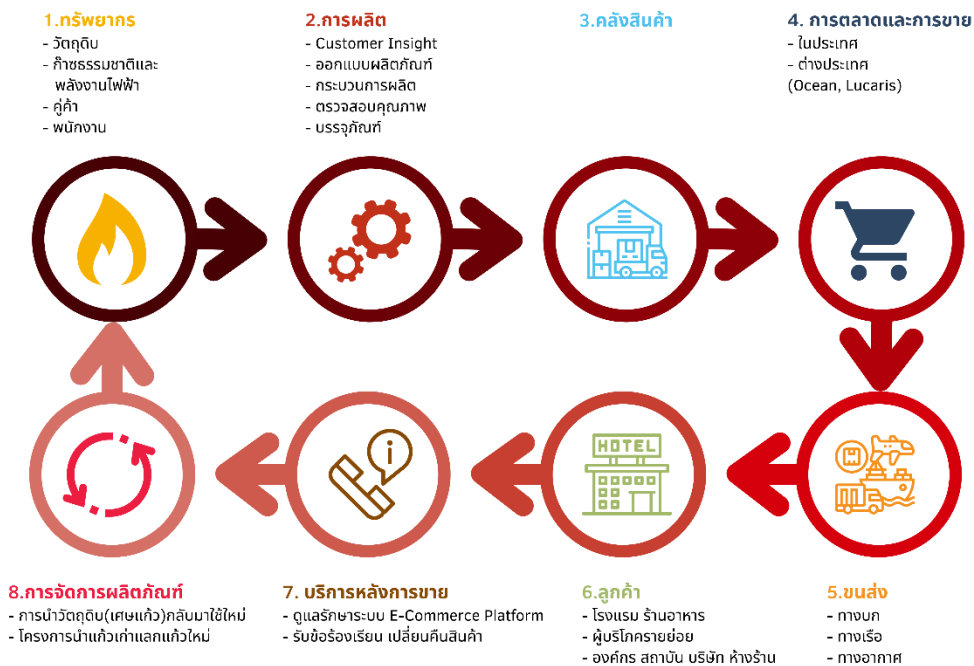 1.ทรัพยากร
- วัตถุดิบ
- ก๊าซธรรมชาติและ
พลังงานไฟฟ้า
- คู่ค้า
- พนักงาน
2.การผลิต
- Customer Insight
- ออกแบบผลิตภัณฑ์
- กระบวนการผลิต
- ตรวจสอบคุณภาพ
- บรรจุภัณฑ์
3.คลังสินค้า
4. การตลาดและการขาย
- ในประเทศ
- ต่างประเทศ
(Ocean, Lucaris)
HOTEL
i
8.การจัดการผลิตภัณฑ์
- การนำวัตถุดิบ(เศษแก้ว)กลับมาใช้ใหม่
- โครงการนำแก้วเก่าแลกแก้วใหม่
7. บริการหลังการขาย
- ดูแลรักษาระบบ E-Commerce Platform
- รับข้อร้องเรียน เปลี่ยนคืนสินค้า
6.ลูกค้า
- โรงแรม ร้านอาหาร
- ผู้บริโภครายย่อย
- องค์กร สถาบัน บริษัท ห้างร้าน
5.ขนส่ง
- ทางบก
- ทางเรือ
- ทางอากาศ